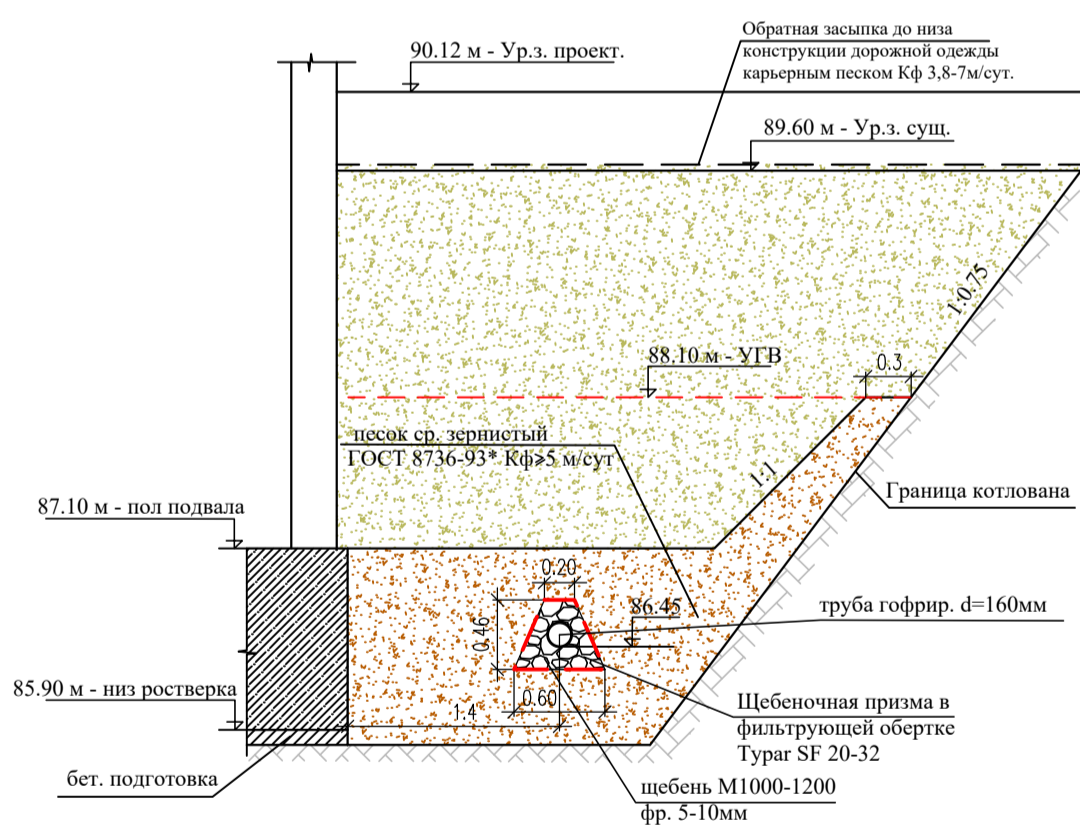 Обратная засыпка до низа
конструкции дорожной одежды
карьерным песком Кф 3,8-7м/сут.
90.12 м - Ур.з. проект.
89.60 м - Ур.з. сущ.
1:0.75
88.10 м - УГВ
0.3
песок ср. зернистый
ГОСТ 8736-93* Кф≥5 м/сут
1:1
Граница котлована
87.10 м - пол подвала
0.20
86.45
труба гофрир. d=160мм
0.46
85.90 м - низ ростверка
0.60
1.4
Щебеночная призма в
фильтрующей обертке
Typar SF 20-32
бет. подготовка
щебень М1000-1200
фр. 5-10мм